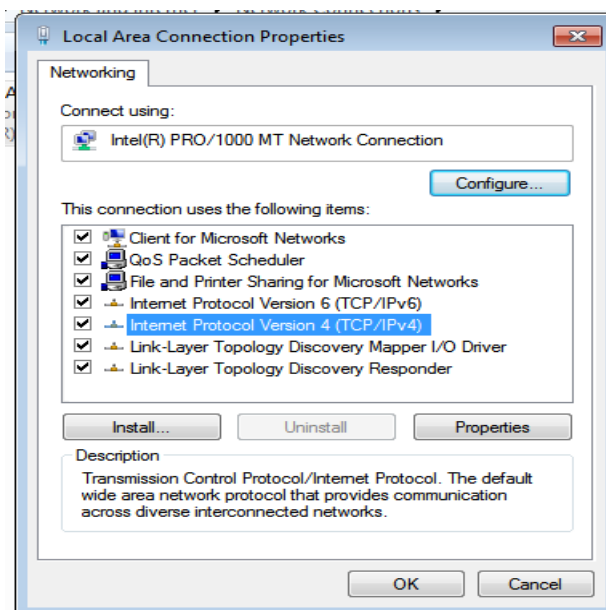 Local Area Connection Properties
Networking
Connect using:
Intel(R) PRO/1000 MT Network Connection
Configure...
This connection uses the following items:
Client for Microsoft Networks
QoS Packet Scheduler
File and Printer Sharing for Microsoft Networks
Internet Protocol Version 6 (TCP/IPv6)
Internet Protocol Version 4 (TCP/IPv4)
Link-Layer Topology Discovery Mapper I/O Driver
Link-Layer Topology Discovery Responder
Install... Uninstall Properties
Description
Transmission Control Protocol/Internet Protocol. The default
wide area network protocol that provides communication
across diverse interconnected networks.
OK Cancel